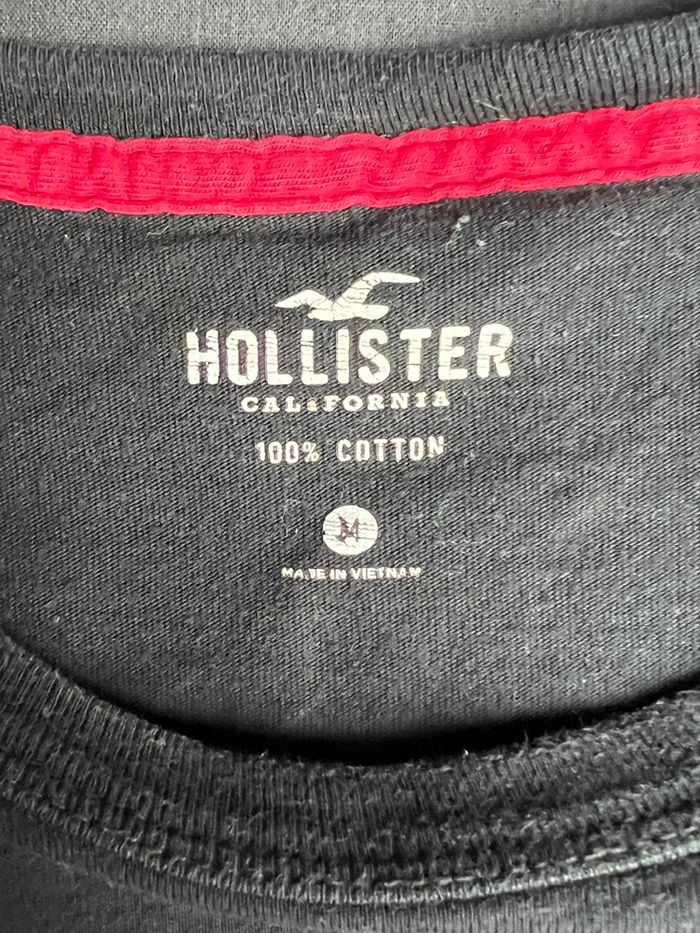 HOLLISTER
CALIFORNIA
100% COTTON
M
MADE IN VIETNAM